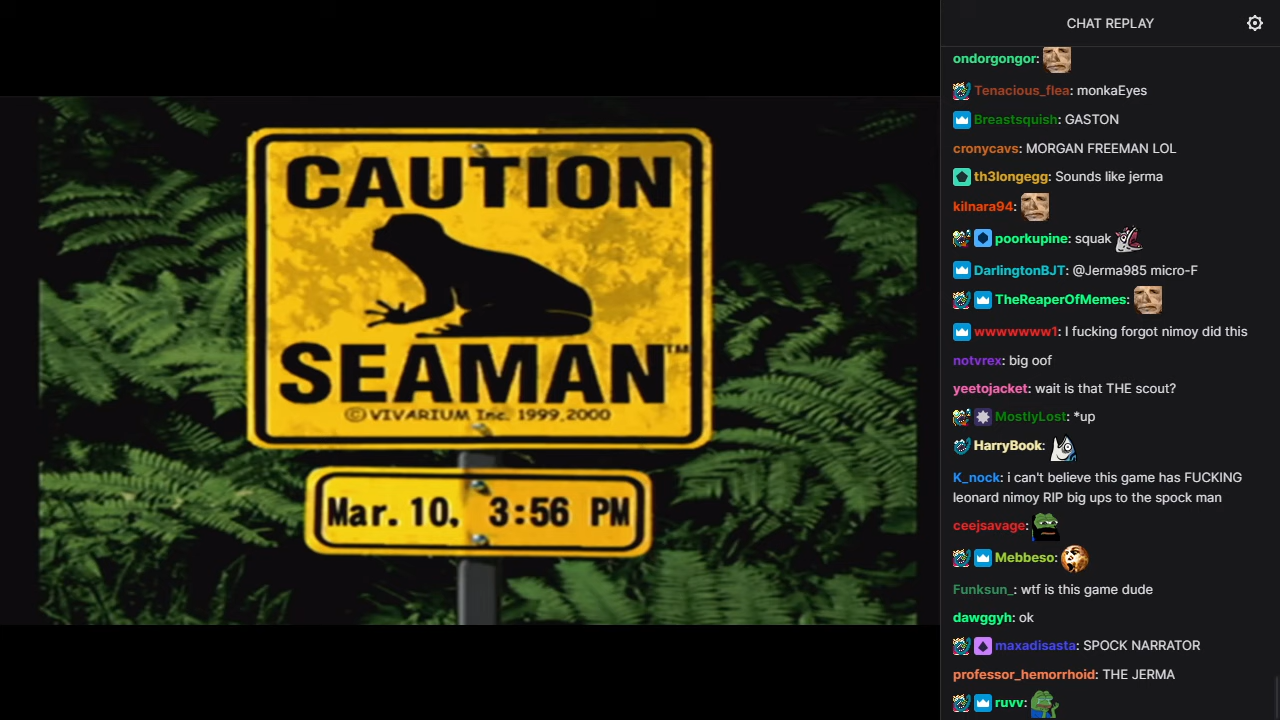 CAUTION
SEAMAN™
© VIVARIUM Inc. 1999,2000
Mar. 10, 3:56 PM
CHAT REPLAY
ondorgongor:
Tenacious_flea: monkaEyes
Breastsquish: GASTON
cronycavs: MORGAN FREEMAN LOL
th3longegg: Sounds like jerma
kilnara94:
poorkupine: squak
DarlingtonBJT: @Jerma985 micro-F
TheReaperOfMemes:
wwwwwww1: I fucking forgot nimoy did this
notvrex: big oof
yeetojacket: wait is that THE scout?
MostlyLost: *up
HarryBook:
K_nock: i can't believe this game has FUCKING
leonard nimoy RIP big ups to the spock man
ceejsavage:
Mebbeso:
Funksun_: wtf is this game dude
dawggyh: ok
maxadisasta: SPOCK NARRATOR
professor_hemorrhoid: THE JERMA
ruvv: